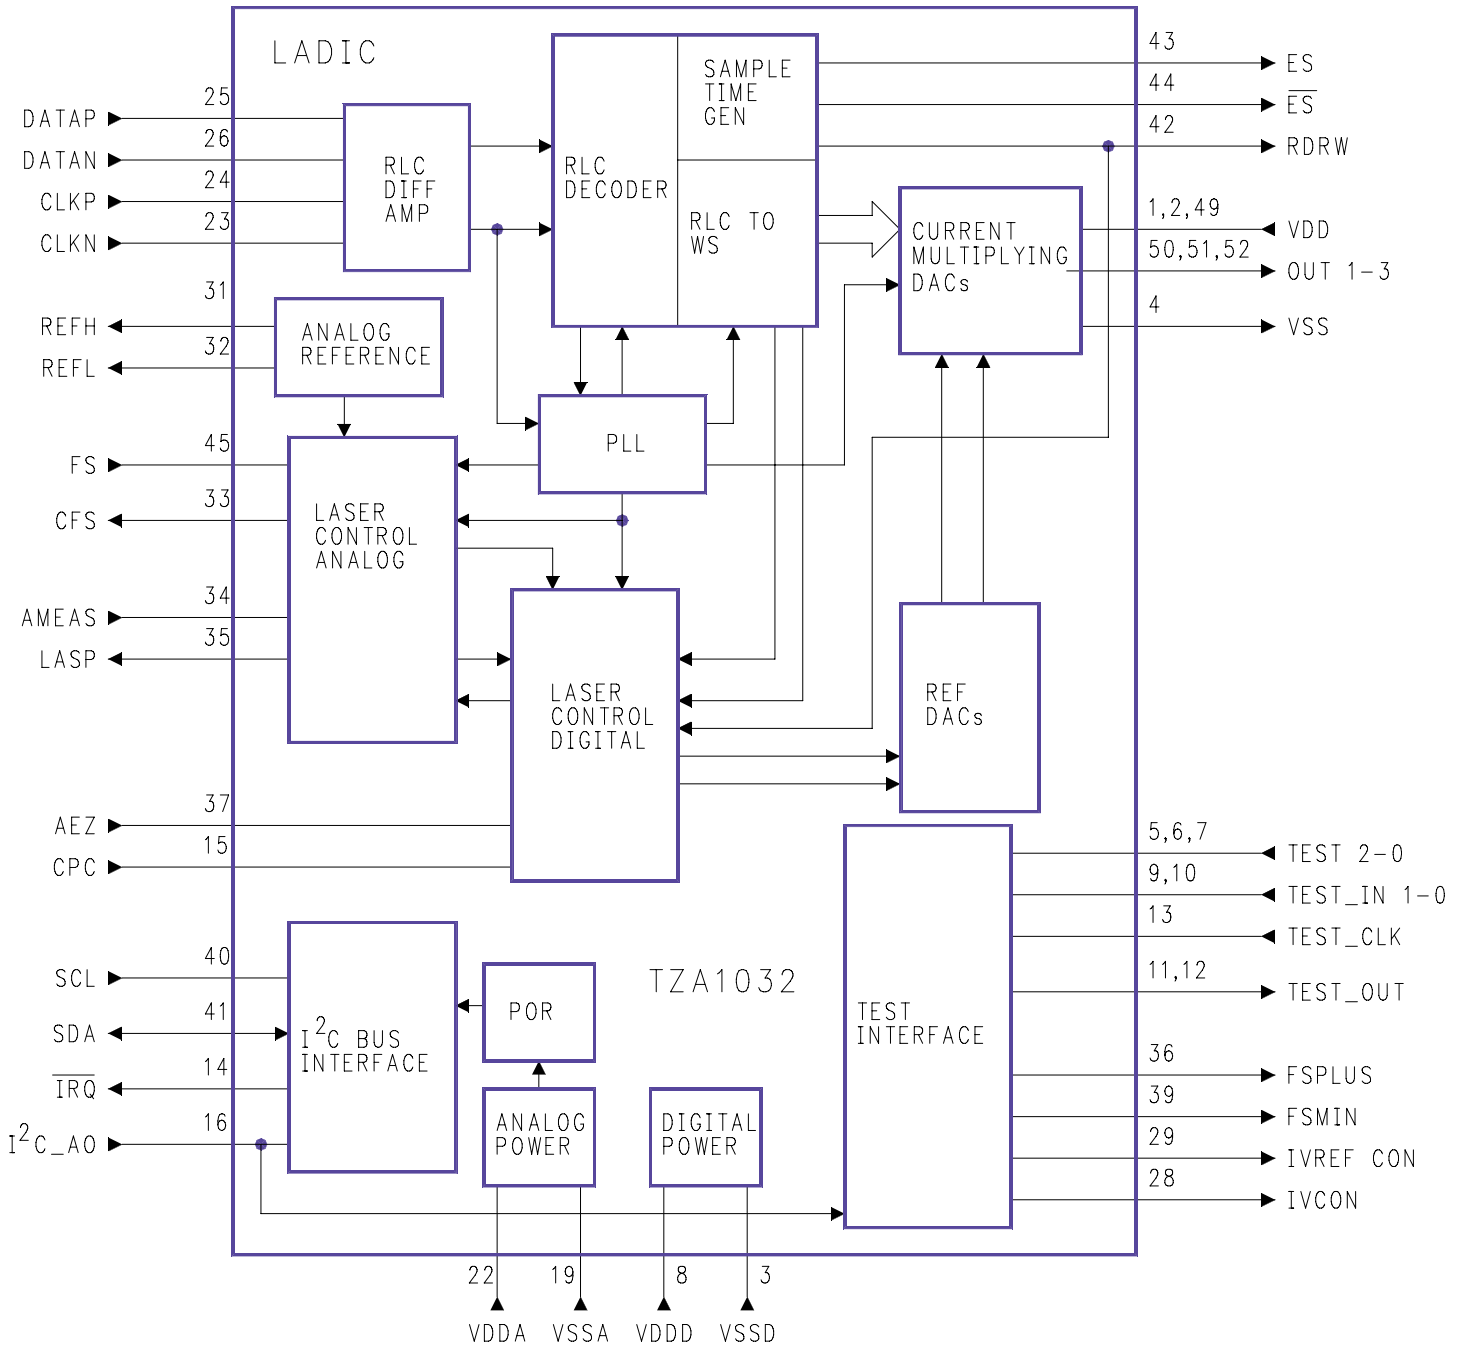 LADIC
43
ES
44
ES
42
RDRW
25
DATAP
26
DATAN
24
CLKP
23
CLKN
RLC
DIFF
AMP
RLC
DECODER
SAMPLE
TIME
GEN
RLC TO
WS
CURRENT
MULTIPLYING
DACs
1,2,49
VDD
50,51,52
OUT 1-3
4
VSS
31
REFH
32
REFL
ANALOG
REFERENCE
PLL
45
FS
33
CFS
34
AMEAS
35
LASP
LASER
CONTROL
ANALOG
LASER
CONTROL
DIGITAL
REF
DACs
37
AEZ
15
CPC
5,6,7
TEST 2-0
9,10
TEST_IN 1-0
13
TEST_CLK
11,12
TEST_OUT
36
FSPLUS
39
FSMIN
29
IVREF CON
28
IVCON
TEST
INTERFACE
TZA1032
40
SCL
41
SDA
14
IRQ
16
I²C_A0
I²C BUS
INTERFACE
POR
ANALOG
POWER
DIGITAL
POWER
22
19
8
3
VDDA
VSSA
VDDD
VSSD